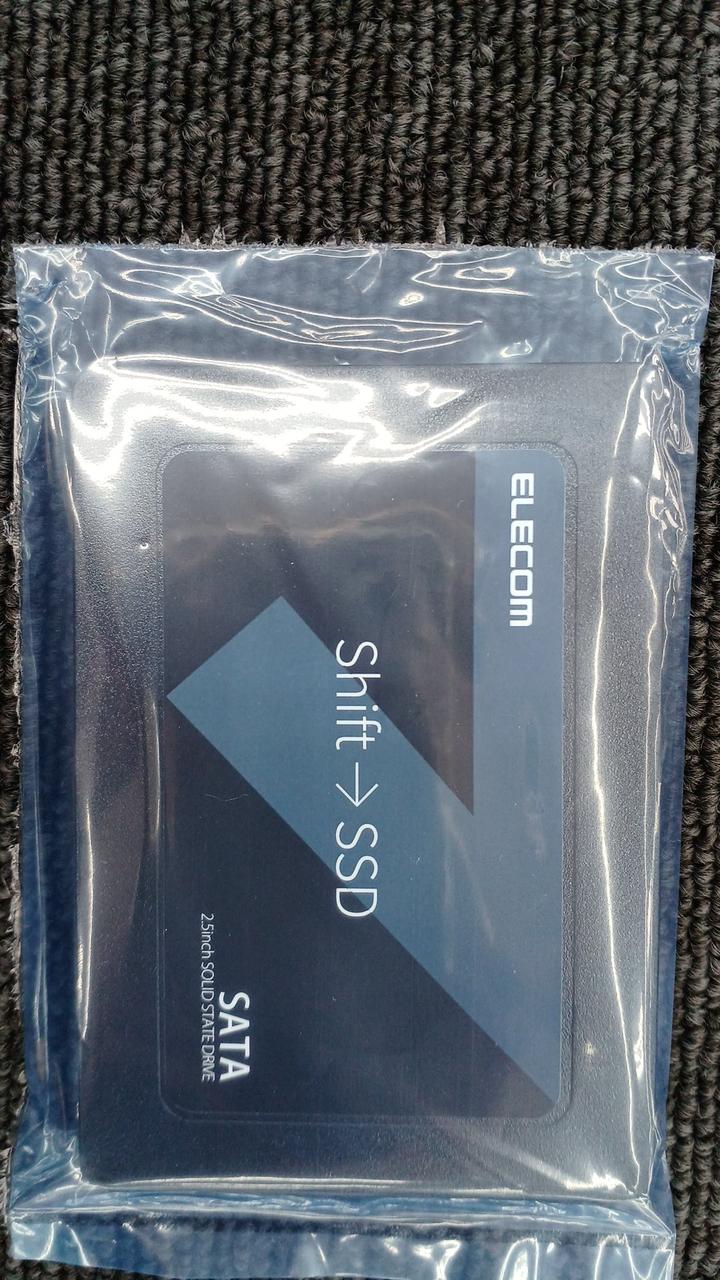 ELECOM
Shift → SSD
SATA
2.5inch SOLID STATE DRIVE